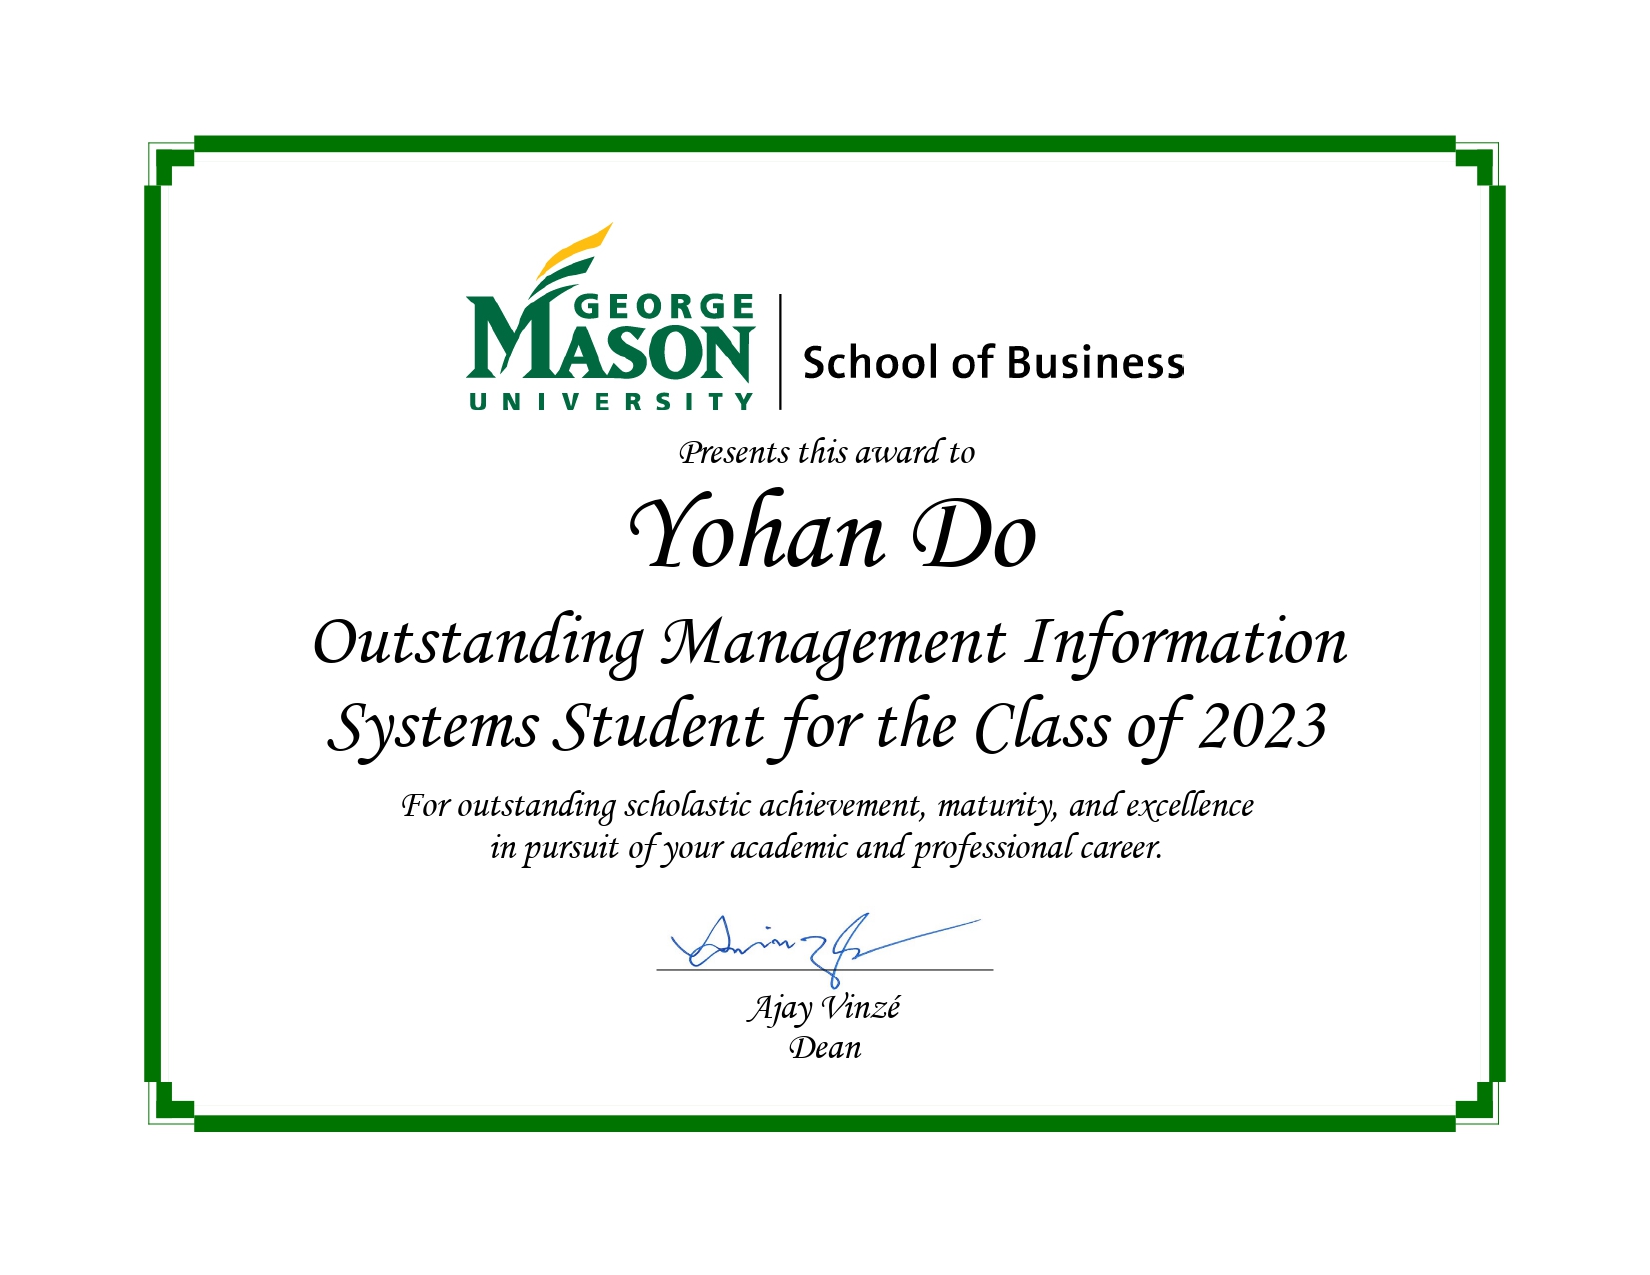 GEORGE
MASON
UNIVERSITY
School of Business
Presents this award to
Yohan Do
Outstanding Management Information
Systems Student for the Class of 2023
For outstanding scholastic achievement, maturity, and excellence
in pursuit of your academic and professional career.
Ajay Vinzé
Dean